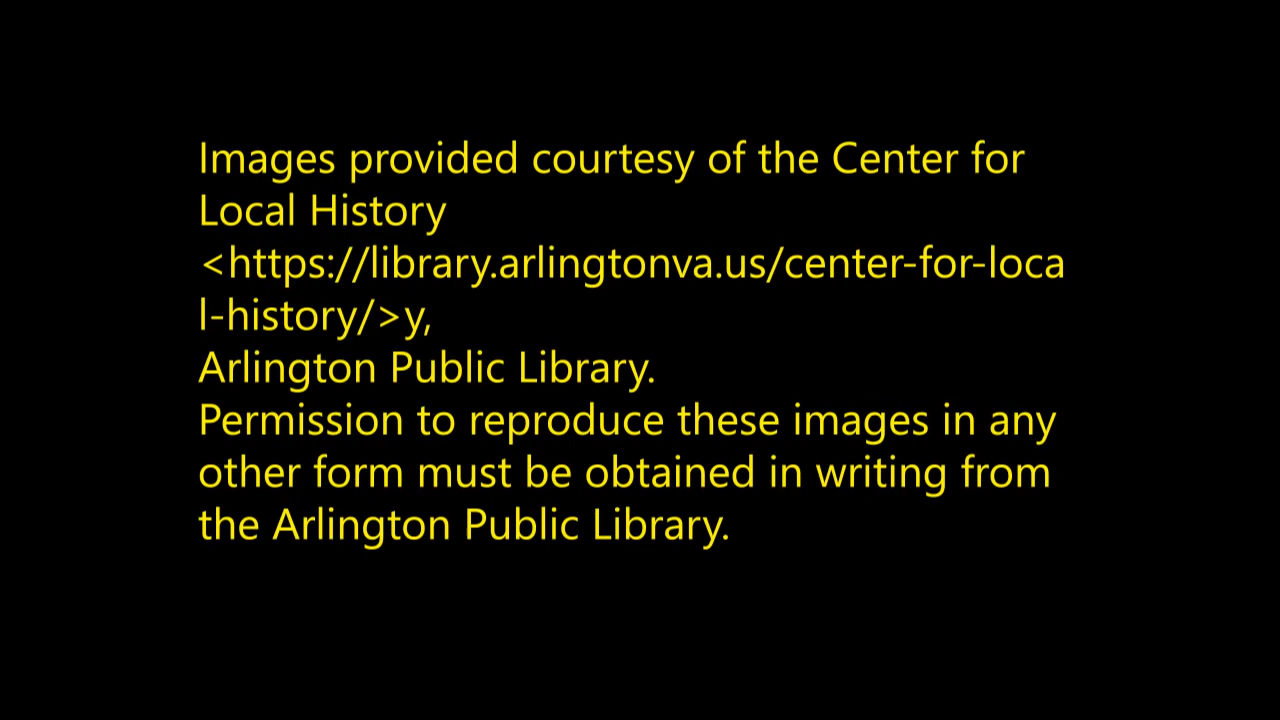 Images provided courtesy of the Center for
Local History
<https://library.arlingtonva.us/center-for-loca
l-history/>y,
Arlington Public Library.
Permission to reproduce these images in any
other form must be obtained in writing from
the Arlington Public Library.